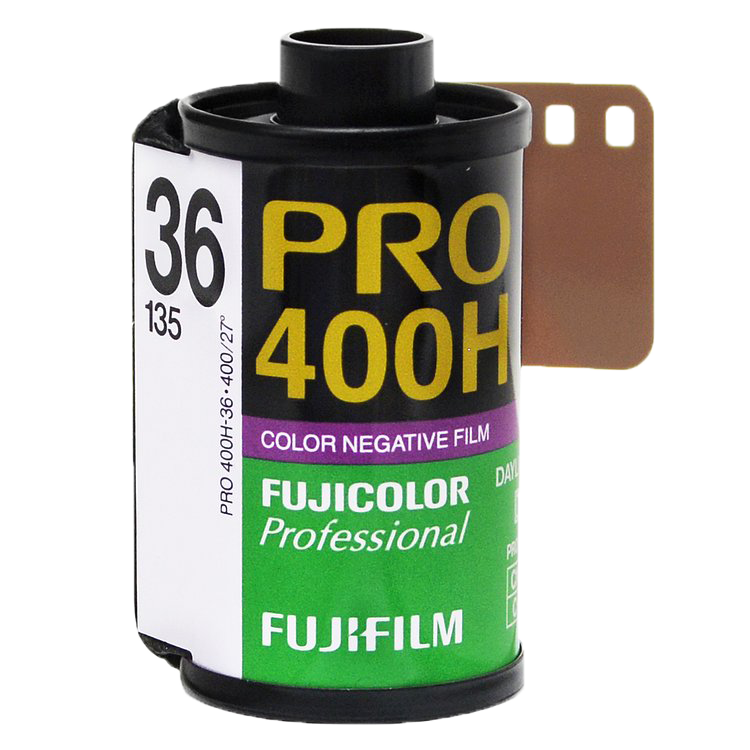 36
135
PRO 400H-36·400/27°
PRO
400H
COLOR NEGATIVE FILM
FUJICOLOR
Professional
FUJIFILM